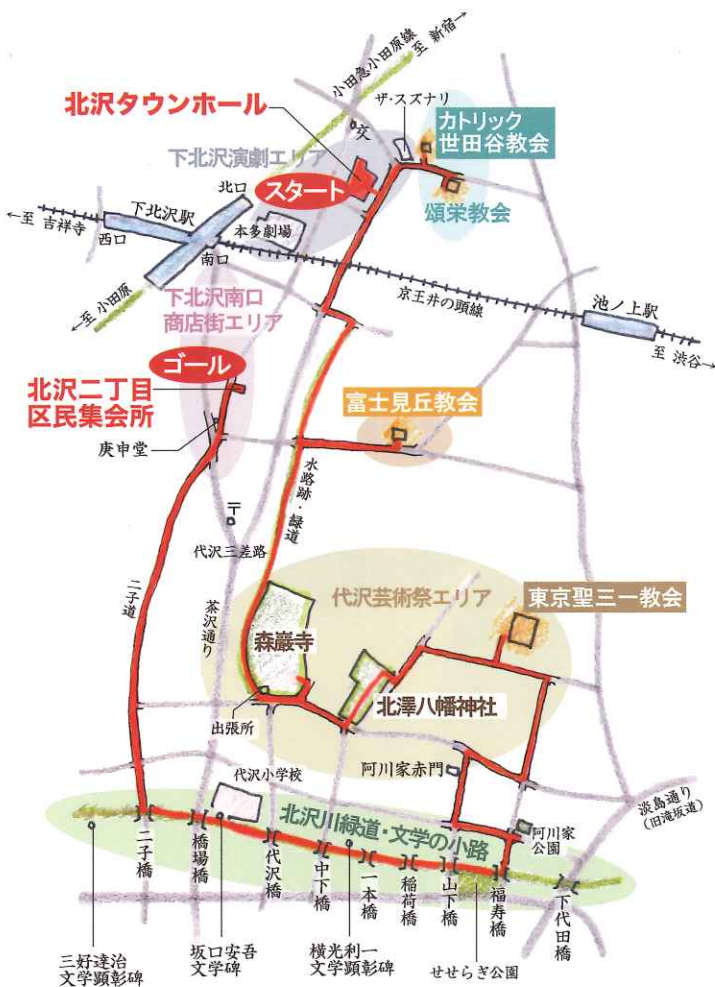 小田急小田原線
至 新宿→
北沢タウンホール
ザ・スズナリ
カトリック
世田谷教会
交
下北沢演劇エリア
スタート
頌栄教会
北口
下北沢駅
←至 吉祥寺
西口
南口
本多劇場
←至 小田原
京王井の頭線
池ノ上駅
至 渋谷→
下北沢南口
商店街エリア
ゴール
北沢二丁目
区民集会所
富士見丘教会
庚申堂
水路跡・緑道
〒
代沢三差路
二子道
茶沢通り
代沢芸術祭エリア
東京聖三一教会
森巌寺
北澤八幡神社
出張所
阿川家赤門
代沢小学校
淡島通り
(旧滝坂道)
北沢川緑道・文学の小路
阿川家
公園
二子橋
橋場橋
代沢橋
中下橋
一本橋
稲荷橋
山下橋
福寿橋
下代田橋
三好達治
文学顕彰碑
坂口安吾
文学碑
横光利一
文学顕彰碑
せせらぎ公園